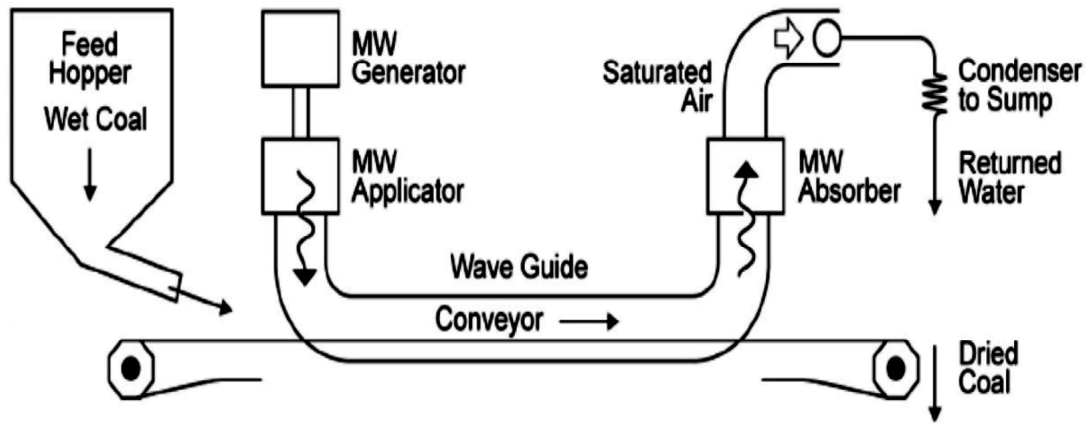 Feed
Hopper
Wet Coal
MW
Generator
MW
Applicator
Saturated
Air
Condenser
to Sump
MW
Absorber
Returned
Water
Wave Guide
Conveyor
Dried
Coal